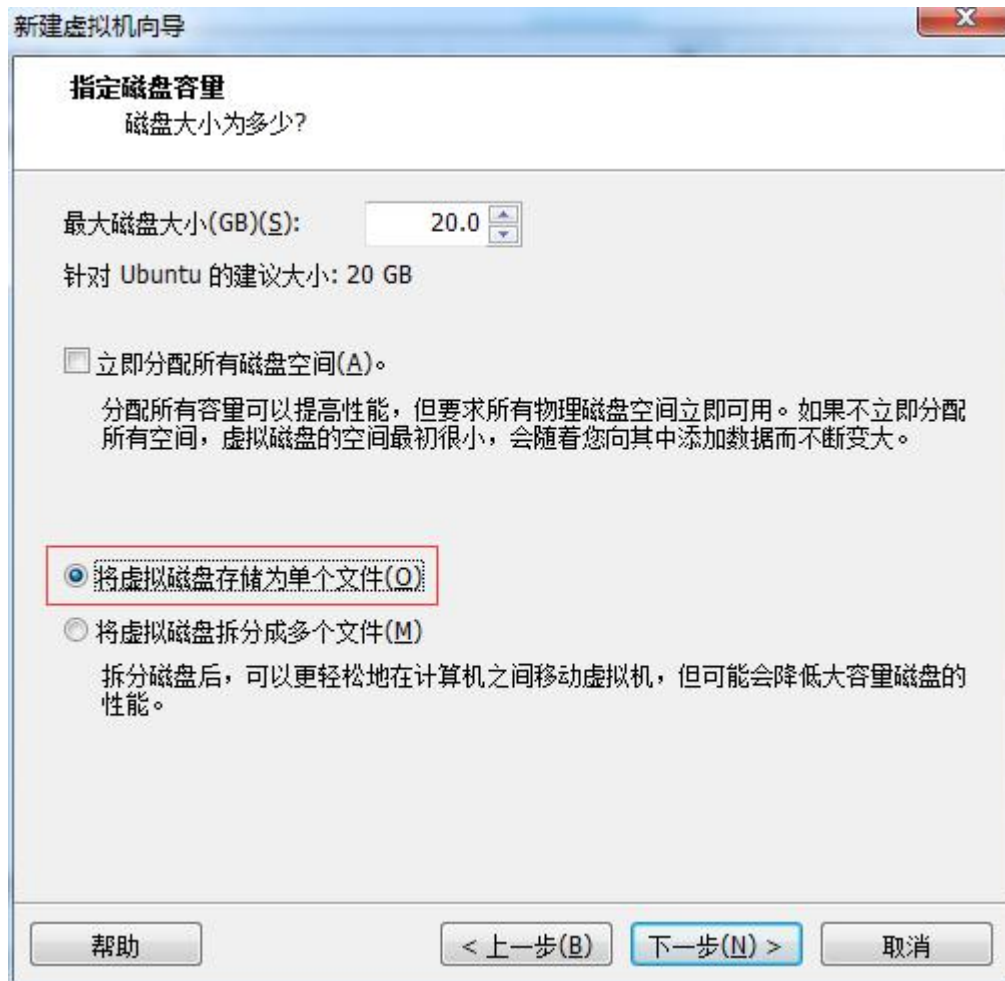 新建虚拟机向导
指定磁盘容量
磁盘大小为多少?
最大磁盘大小(GB)(S): 20.0
针对 Ubuntu 的建议大小: 20 GB
立即分配所有磁盘空间(A)。
分配所有容量可以提高性能，但要求所有物理磁盘空间立即可用。如果不立即分配
所有空间，虚拟磁盘的空间最初很小，会随着您向其中添加数据而不断变大。
将虚拟磁盘存储为单个文件(O)
将虚拟磁盘拆分成多个文件(M)
拆分磁盘后，可以更轻松地在计算机之间移动虚拟机，但可能会降低大容量磁盘的
性能。
帮助 < 上一步(B) 下一步(N) > 取消